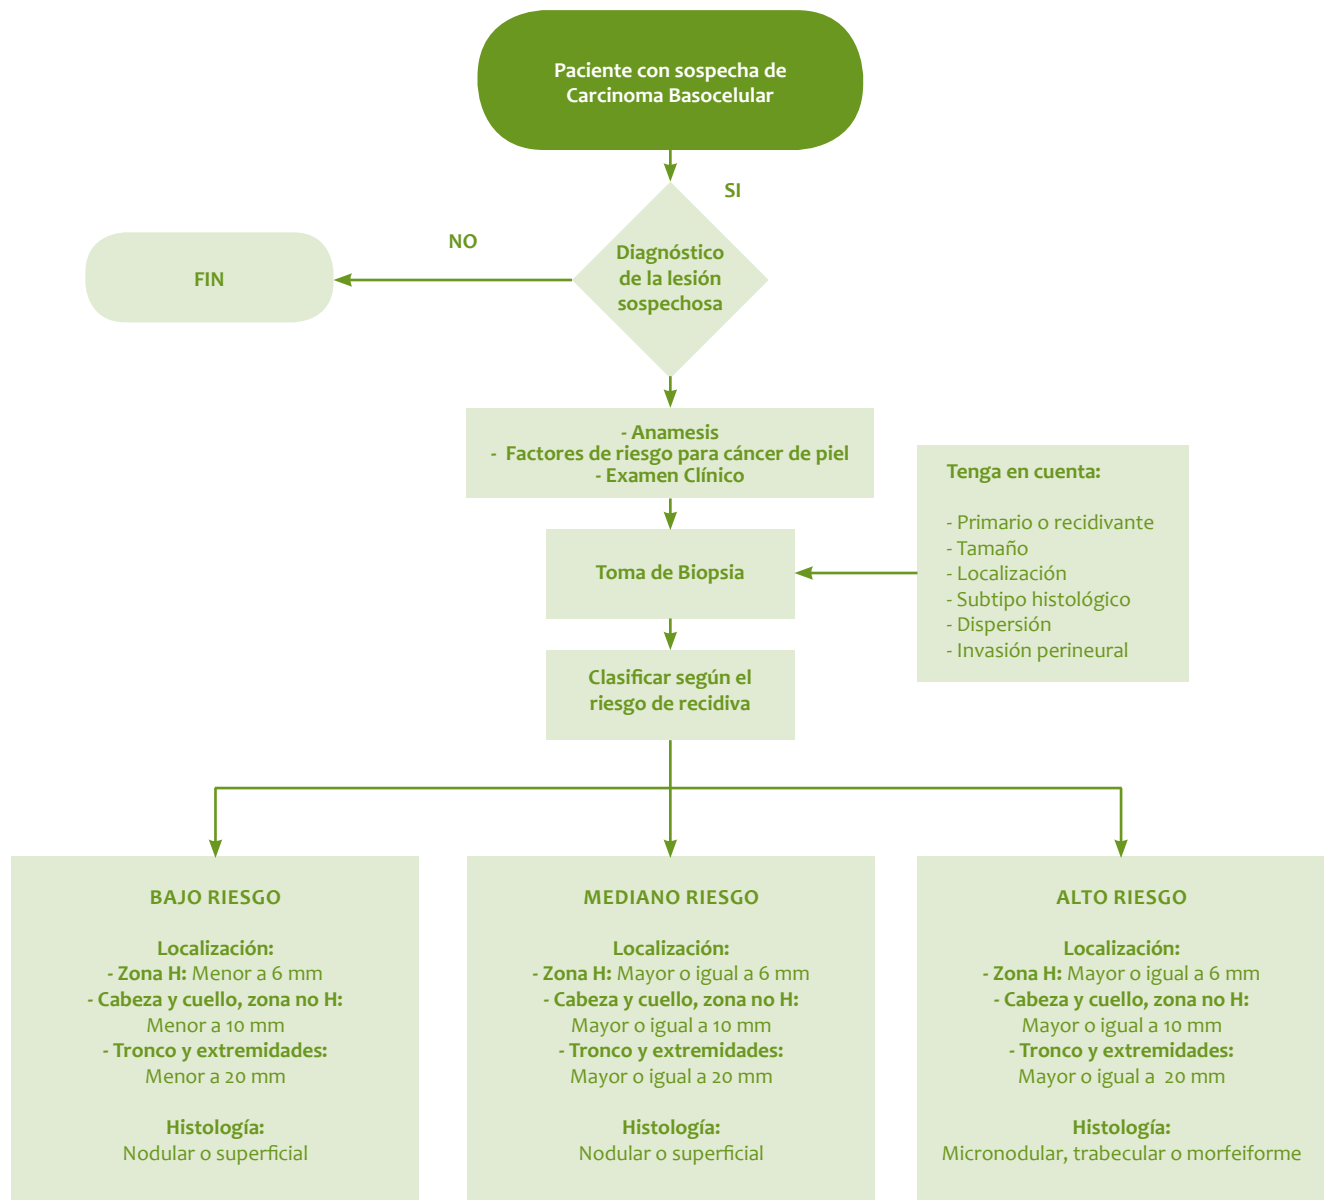 Paciente con sospecha de
Carcinoma Basocelular
SI
NO
Diagnóstico
de la lesión
sospechosa
FIN
- Anamesis
- Factores de riesgo para cáncer de piel
- Examen Clínico
Tenga en cuenta:
- Primario o recidivante
- Tamaño
- Localización
- Subtipo histológico
- Dispersión
- Invasión perineural
Toma de Biopsia
Clasificar según el
riesgo de recidiva
BAJO RIESGO
Localización:
- Zona H: Menor a 6 mm
- Cabeza y cuello, zona no H:
Menor a 10 mm
- Tronco y extremidades:
Menor a 20 mm
Histología:
Nodular o superficial
MEDIANO RIESGO
Localización:
- Zona H: Mayor o igual a 6 mm
- Cabeza y cuello, zona no H:
Mayor o igual a 10 mm
- Tronco y extremidades:
Mayor o igual a 20 mm
Histología:
Nodular o superficial
ALTO RIESGO
Localización:
- Zona H: Mayor o igual a 6 mm
- Cabeza y cuello, zona no H:
Mayor o igual a 10 mm
- Tronco y extremidades:
Mayor o igual a 20 mm
Histología:
Micronodular, trabecular o morfeiforme